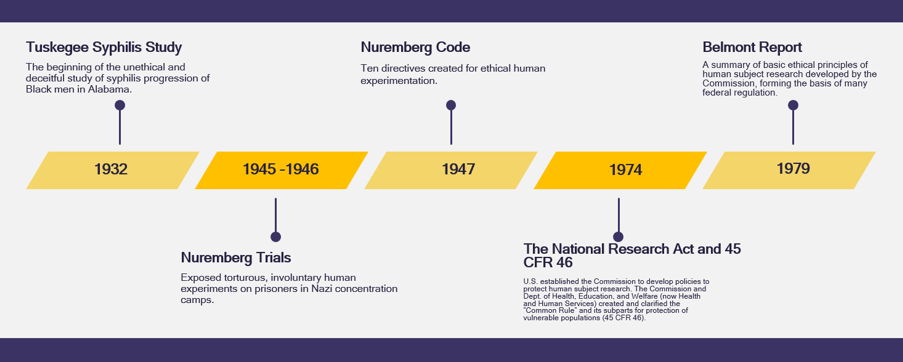 Tuskegee Syphilis Study
The beginning of the unethical and
deceitful study of syphilis progression of
Black men in Alabama.
Nuremberg Code
Ten directives created for ethical human
experimentation.
Belmont Report
A summary of basic ethical principles of
human subject research developed by the
Commission, forming the basis of many
federal regulation.
1932
1945 -1946
1947
1974
1979
Nuremberg Trials
Exposed torturous, involuntary human
experiments on prisoners in Nazi concentration
camps.
The National Research Act and 45
CFR 46
U.S. established the Commission to develop policies to
protect human subject research. The Commission and
Dept. of Health, Education, and Welfare (now Health
and Human Services) created and clarified the
"Common Rule" and its subparts for protection of
vulnerable populations (45 CFR 46).